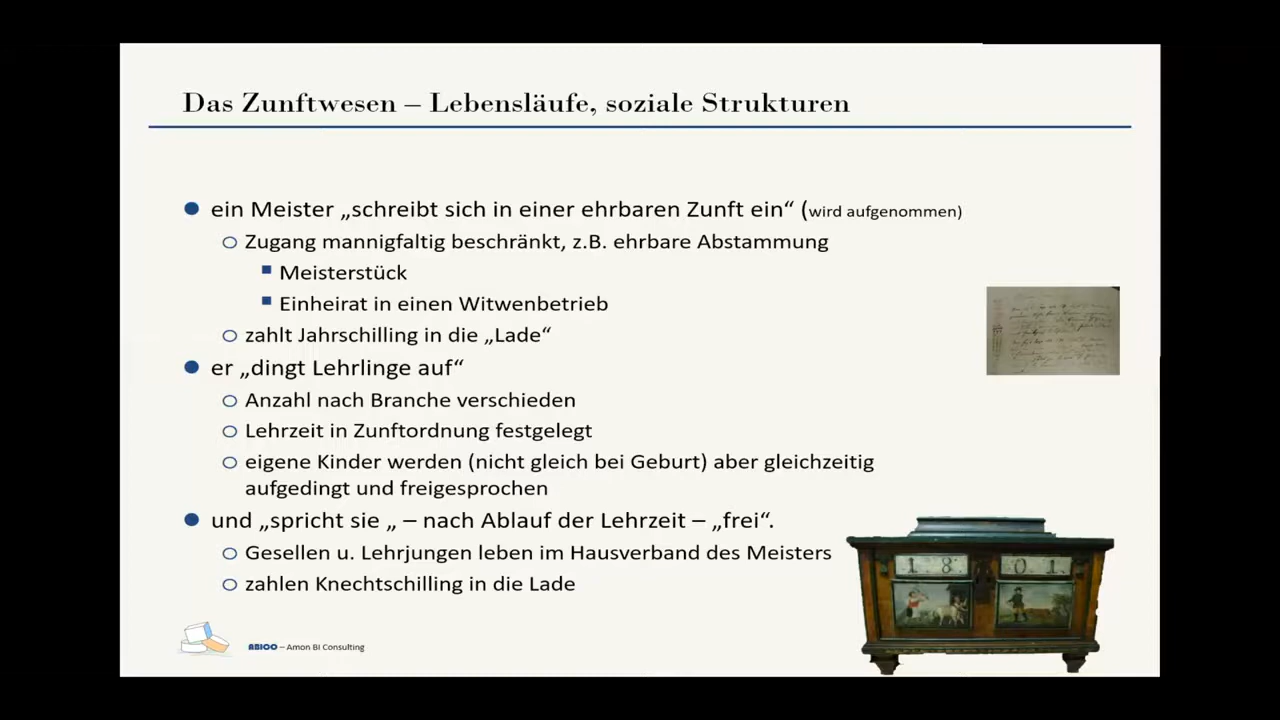 Das Zunftwesen – Lebensläufe, soziale Strukturen
ein Meister „schreibt sich in einer ehrbaren Zunft ein“ (wird aufgenommen)
Zugang mannigfaltig beschränkt, z.B. ehrbare Abstammung
Meisterstück
Einheirat in einen Witwenbetrieb
zahlt Jahrschilling in die „Lade“
er „dingt Lehrlinge auf“
Anzahl nach Branche verschieden
Lehrzeit in Zunftordnung festgelegt
eigene Kinder werden (nicht gleich bei Geburt) aber gleichzeitig
aufgedingt und freigesprochen
und „spricht sie „ – nach Ablauf der Lehrzeit – „frei“.
Gesellen u. Lehrjungen leben im Hausverband des Meisters
zahlen Knechtschilling in die Lade
1.8 01.
ABICO – Amon BI Consulting